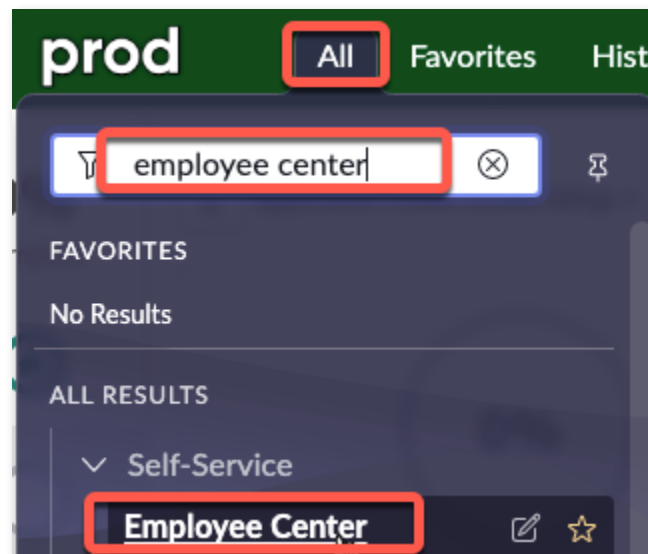 prod All Favorites Hist
employee center
FAVORITES
No Results
ALL RESULTS
Self-Service
Employee Center